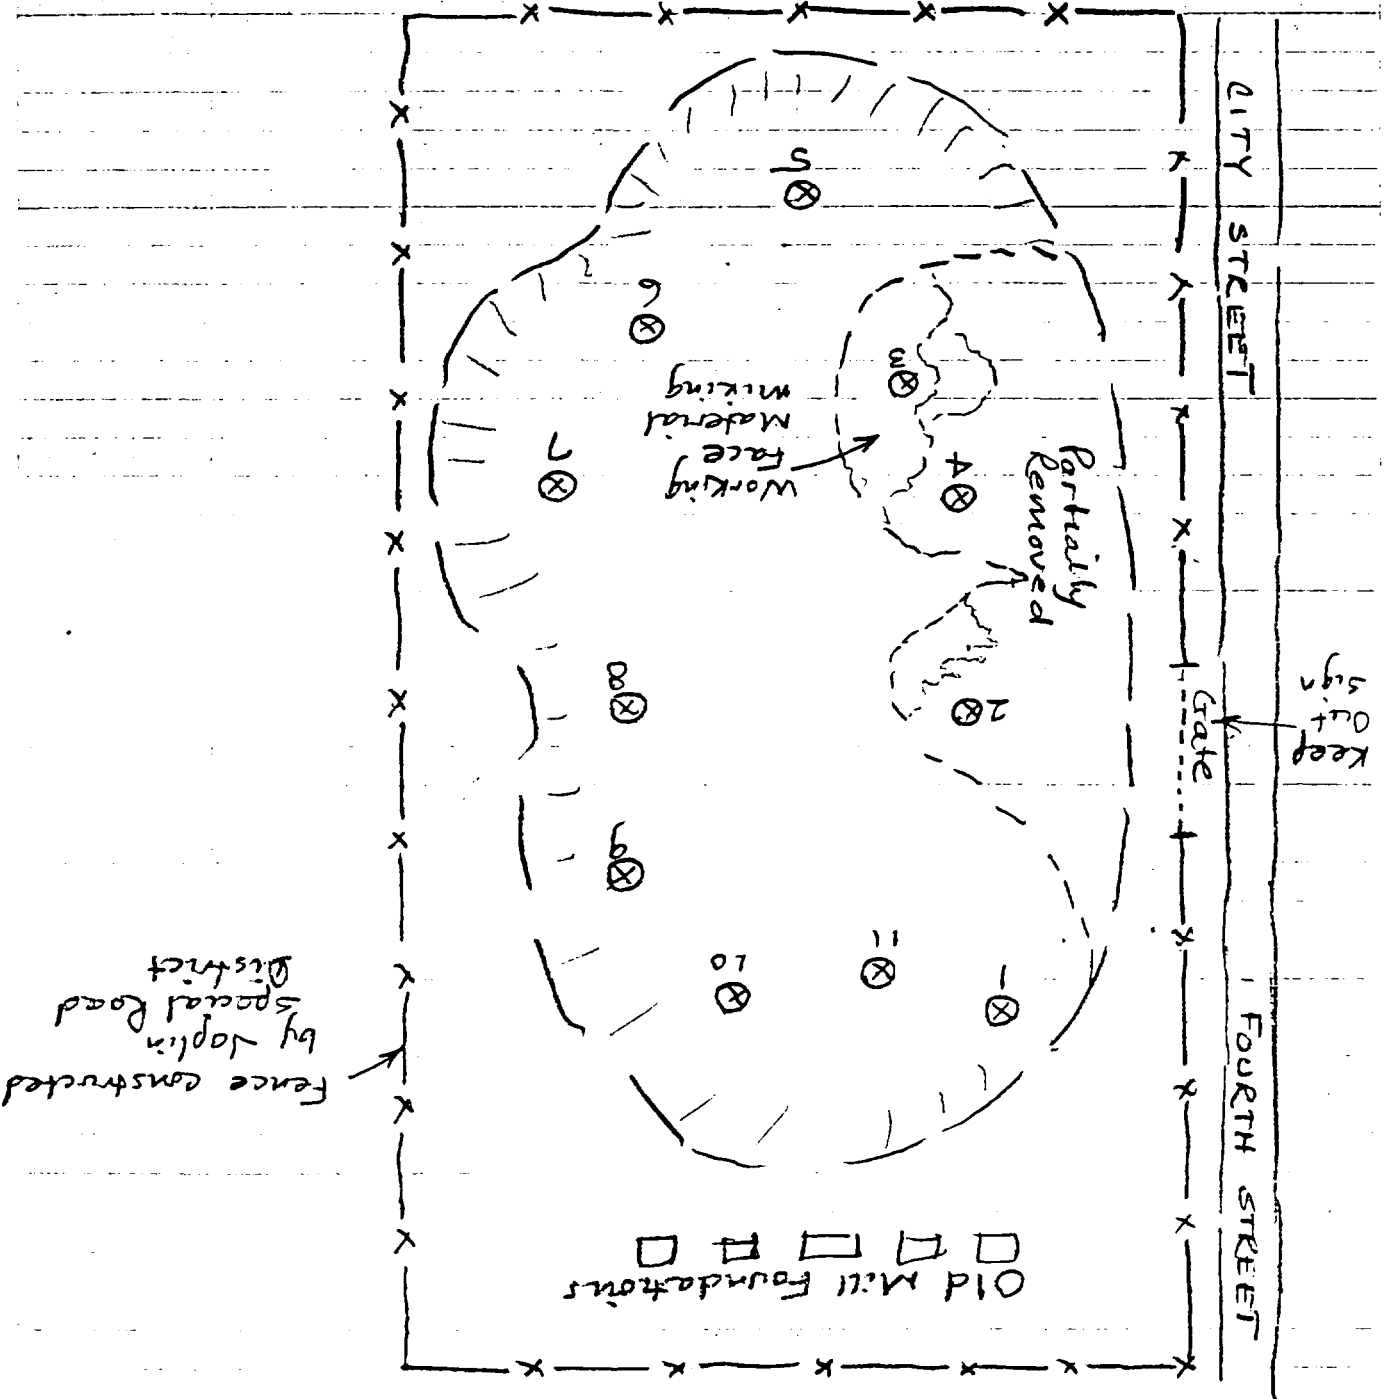 CITY STREET
FOURTH STREET
Gate
Keep
Out
Sign
Partially
Removed
Working
Face
Material
Mixing
5
6
3
7
4
8
2
9
10
11
1
Fence constructed
by Joplin
Special Road
District
Old Mill Foundations